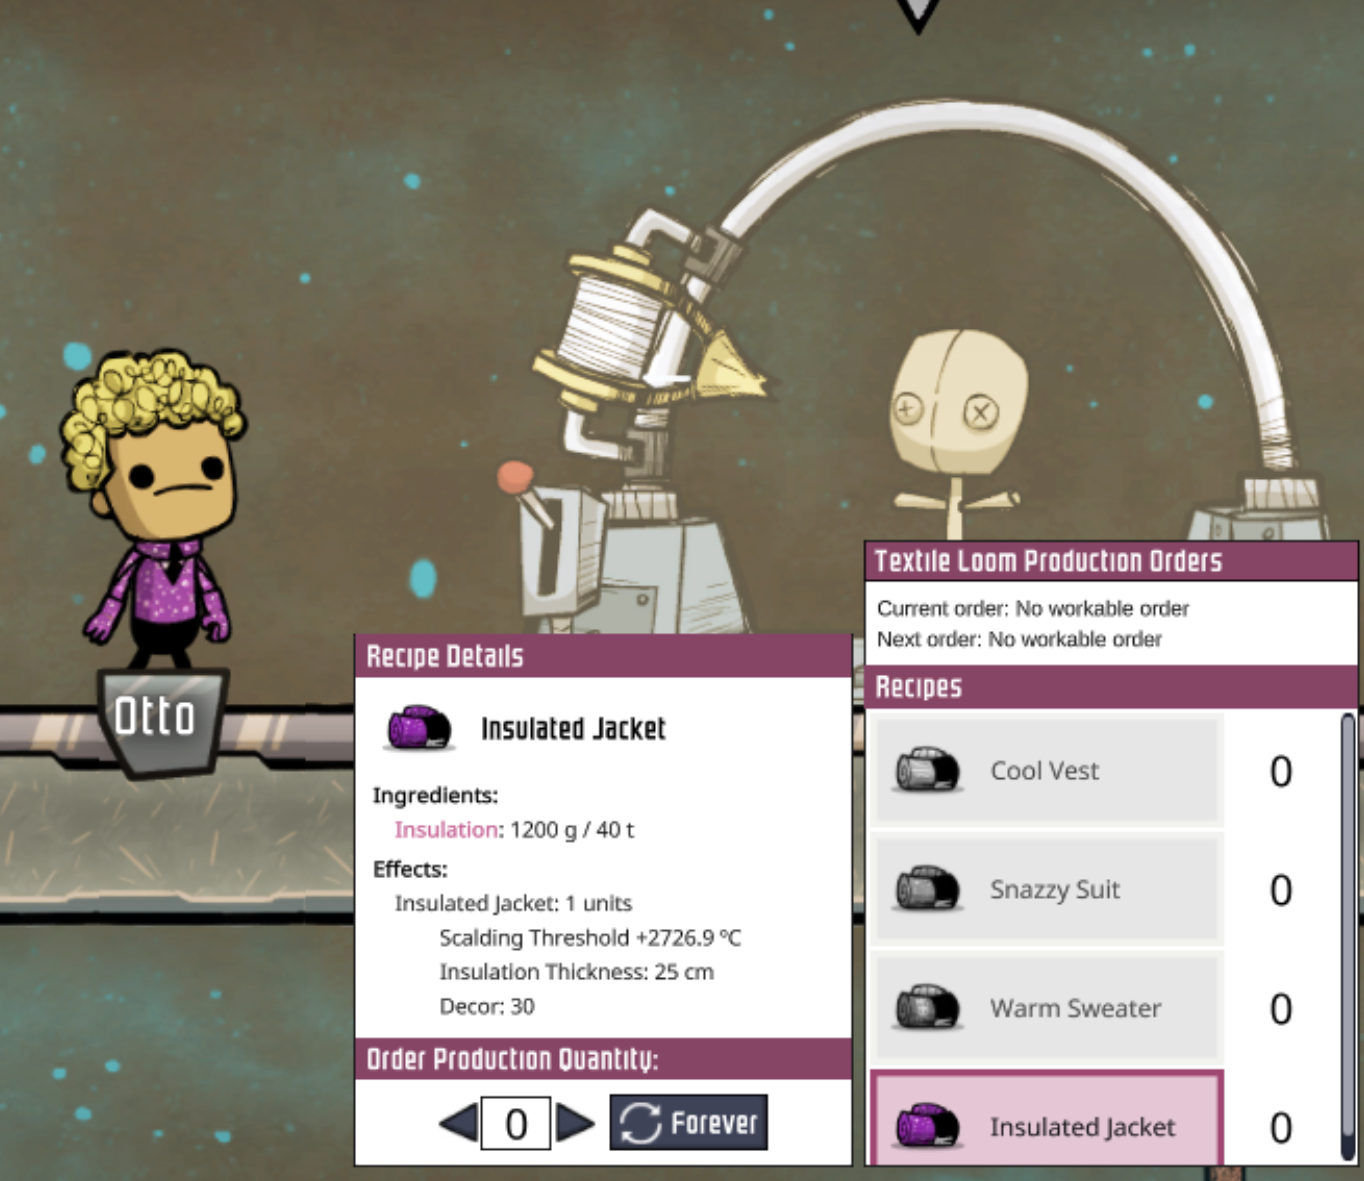 Otto
Recipe Details
Insulated Jacket
Ingredients:
Insulation: 1200 g / 40 t
Effects:
Insulated Jacket: 1 units
Scalding Threshold +2726.9 ºC
Insulation Thickness: 25 cm
Decor: 30
Order Production Quantity:
0 Forever
Textile Loom Production Orders
Current order: No workable order
Next order: No workable order
Recipes
Cool Vest 0
Snazzy Suit 0
Warm Sweater 0
Insulated Jacket 0